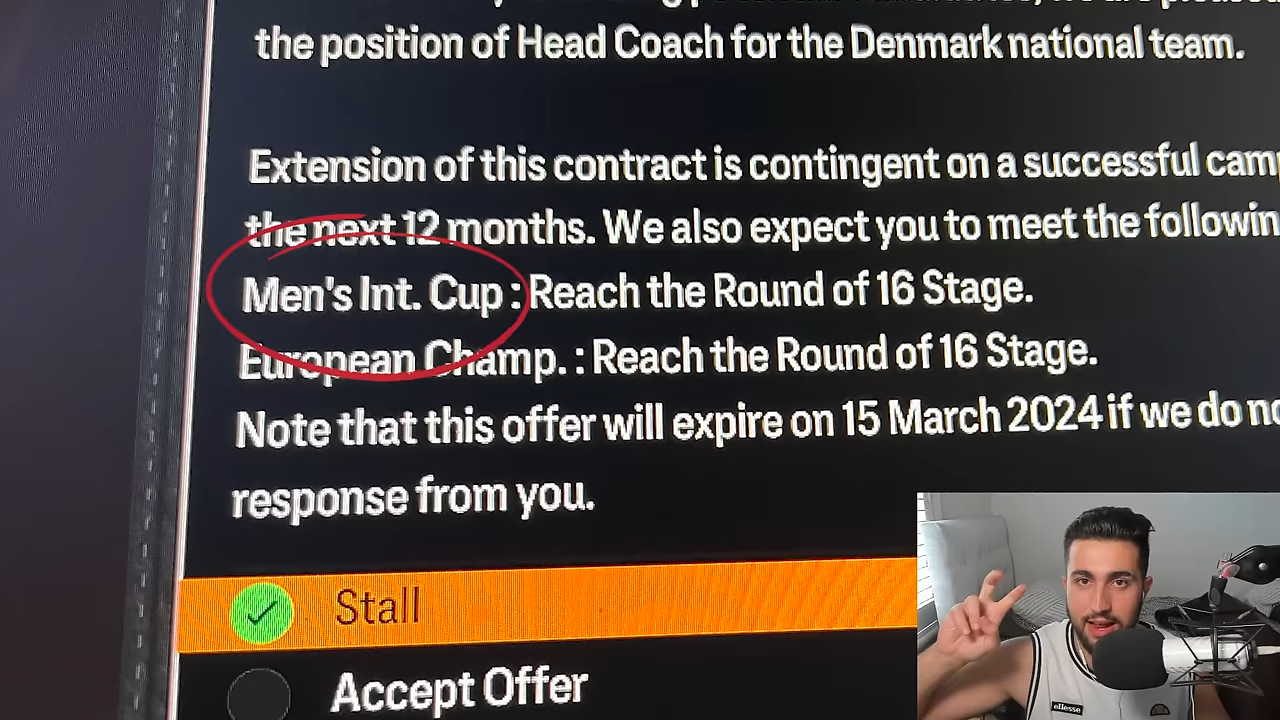 the position of Head Coach for the Denmark national team.
Extension of this contract is contingent on a successful
the next 12 months. We also expect you to meet the
Men's Int. Cup : Reach the Round of 16 Stage.
European Champ. : Reach the Round of 16 Stage.
Note that this offer will expire on 15 March 2024 if we do
response from you.
Stall
Accept Offer
ellesse